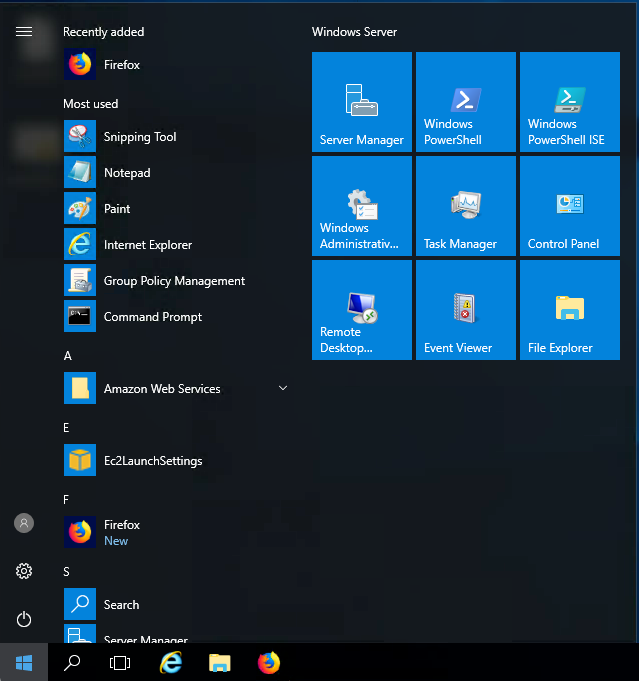 Recently added
Firefox
Most used
Snipping Tool
Notepad
Paint
Internet Explorer
Group Policy Management
Command Prompt
A
Amazon Web Services
E
Ec2LaunchSettings
F
Firefox
New
S
Search
Server Manager
Windows Server
Server Manager
Windows
PowerShell
Windows
PowerShell ISE
Windows
Administrativ...
Task Manager
Control Panel
Remote
Desktop...
Event Viewer
File Explorer